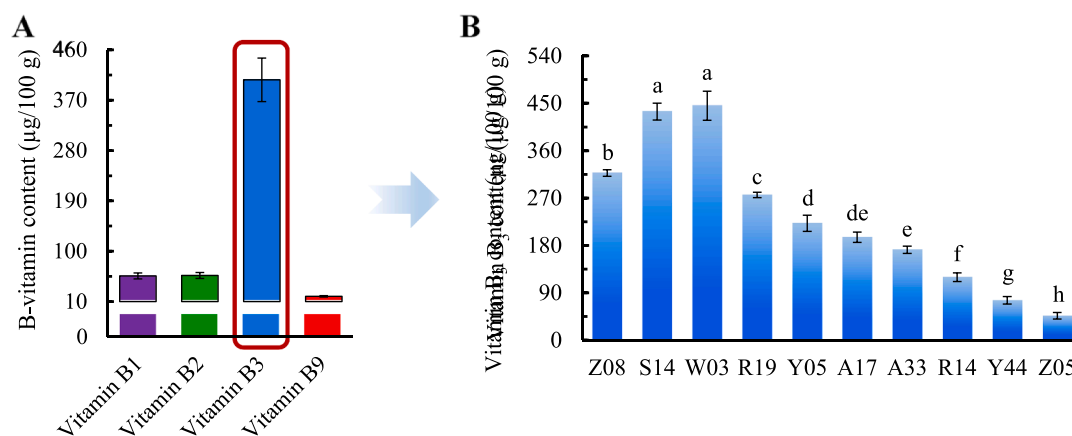 A
B-vitamin content (µg/100 g)
460
370
280
190
100
10
0
Vitamin B1
Vitamin B2
Vitamin B3
Vitamin B9
B
540
450
360
270
180
90
0
b
a
a
c
d
de
e
f
g
h
Z08 S14 W03 R19 Y05 A17 A33 R14 Y44 Z05